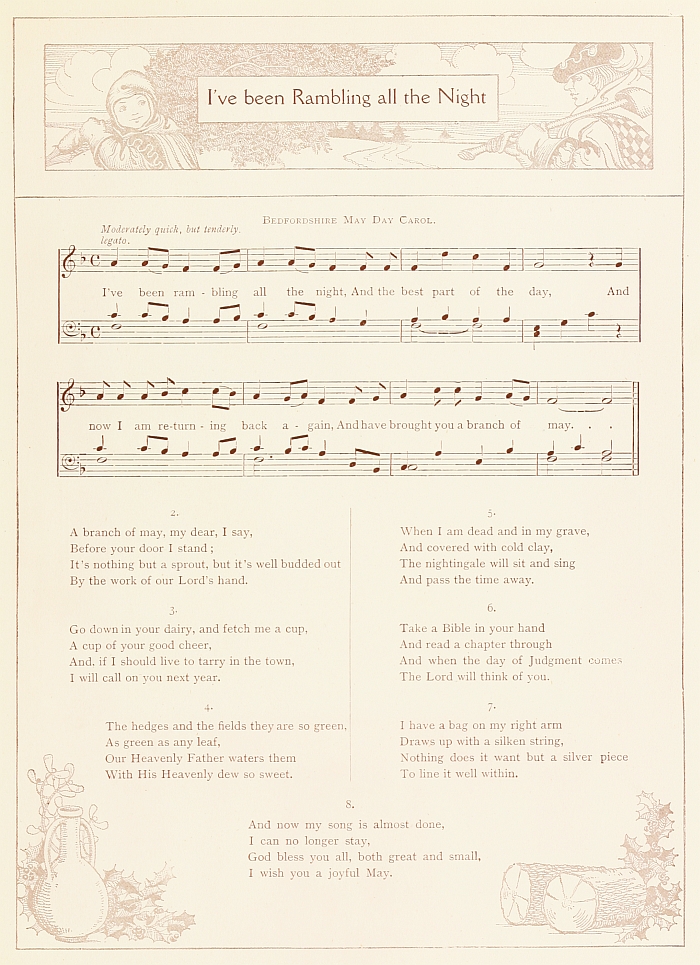 I've been Rambling all the Night
Bedfordshire May Day Carol.
Moderately quick, but tenderly.
legato.
I've been ram - bling all the night, And the best part of the day, And
now I am re-turn - ing back a - gain, And have brought you a branch of may. . .
2.
A branch of may, my dear, I say,
Before your door I stand;
It's nothing but a sprout, but it's well budded out
By the work of our Lord's hand.
3.
Go down in your dairy, and fetch me a cup,
A cup of your good cheer,
And. if I should live to tarry in the town,
I will call on you next year.
4.
The hedges and the fields they are so green,
As green as any leaf,
Our Heavenly Father waters them
With His Heavenly dew so sweet.
5.
When I am dead and in my grave,
And covered with cold clay,
The nightingale will sit and sing
And pass the time away.
6.
Take a Bible in your hand
And read a chapter through
And when the day of Judgment comes
The Lord will think of you.
7.
I have a bag on my right arm
Draws up with a silken string,
Nothing does it want but a silver piece
To line it well within.
8.
And now my song is almost done,
I can no longer stay,
God bless you all, both great and small,
I wish you a joyful May.